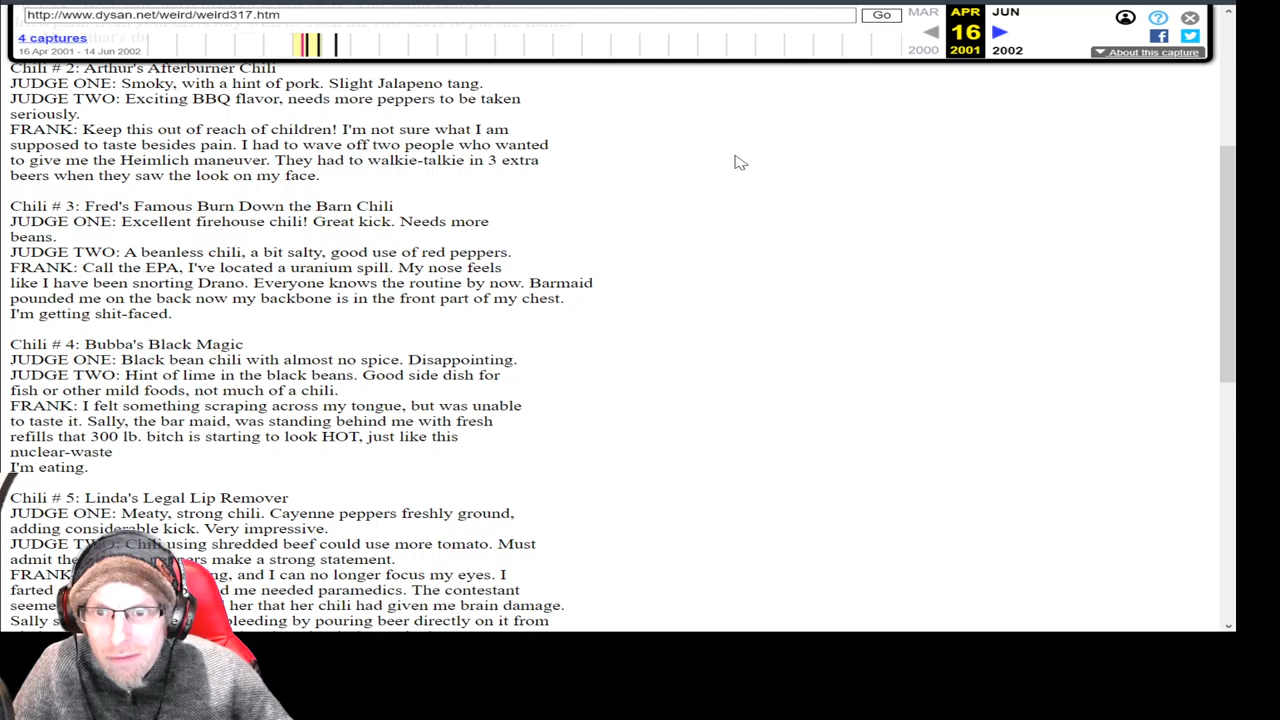 http://www.dysan.net/weird/weird317.htm
Go
MAR
APR
JUN
4 captures
16
16 Apr 2001 - 14 Jun 2002
2000
2001
2002
About this capture
Chili # 2: Arthur's Afterburner Chili
JUDGE ONE: Smoky, with a hint of pork. Slight Jalapeno tang.
JUDGE TWO: Exciting BBQ flavor, needs more peppers to be taken
seriously.
FRANK: Keep this out of reach of children! I'm not sure what I am
supposed to taste besides pain. I had to wave off two people who wanted
to give me the Heimlich maneuver. They had to walkie-talkie in 3 extra
beers when they saw the look on my face.
Chili # 3: Fred's Famous Burn Down the Barn Chili
JUDGE ONE: Excellent firehouse chili! Great kick. Needs more
beans.
JUDGE TWO: A beanless chili, a bit salty, good use of red peppers.
FRANK: Call the EPA, I've located a uranium spill. My nose feels
like I have been snorting Drano. Everyone knows the routine by now. Barmaid
pounded me on the back now my backbone is in the front part of my chest.
I'm getting shit-faced.
Chili # 4: Bubba's Black Magic
JUDGE ONE: Black bean chili with almost no spice. Disappointing.
JUDGE TWO: Hint of lime in the black beans. Good side dish for
fish or other mild foods, not much of a chili.
FRANK: I felt something scraping across my tongue, but was unable
to taste it. Sally, the bar maid, was standing behind me with fresh
refills that 300 lb. bitch is starting to look HOT, just like this
nuclear-waste
I'm eating.
Chili # 5: Linda's Legal Lip Remover
JUDGE ONE: Meaty, strong chili. Cayenne peppers freshly ground,
adding considerable kick. Very impressive.
JUDGE TWO: Chili using shredded beef could use more tomato. Must
admit the make a strong statement.
FRANK and I can no longer focus my eyes. I
farted me needed paramedics. The contestant
her that her chili had given me brain damage.
Sally bleeding by pouring beer directly on it from